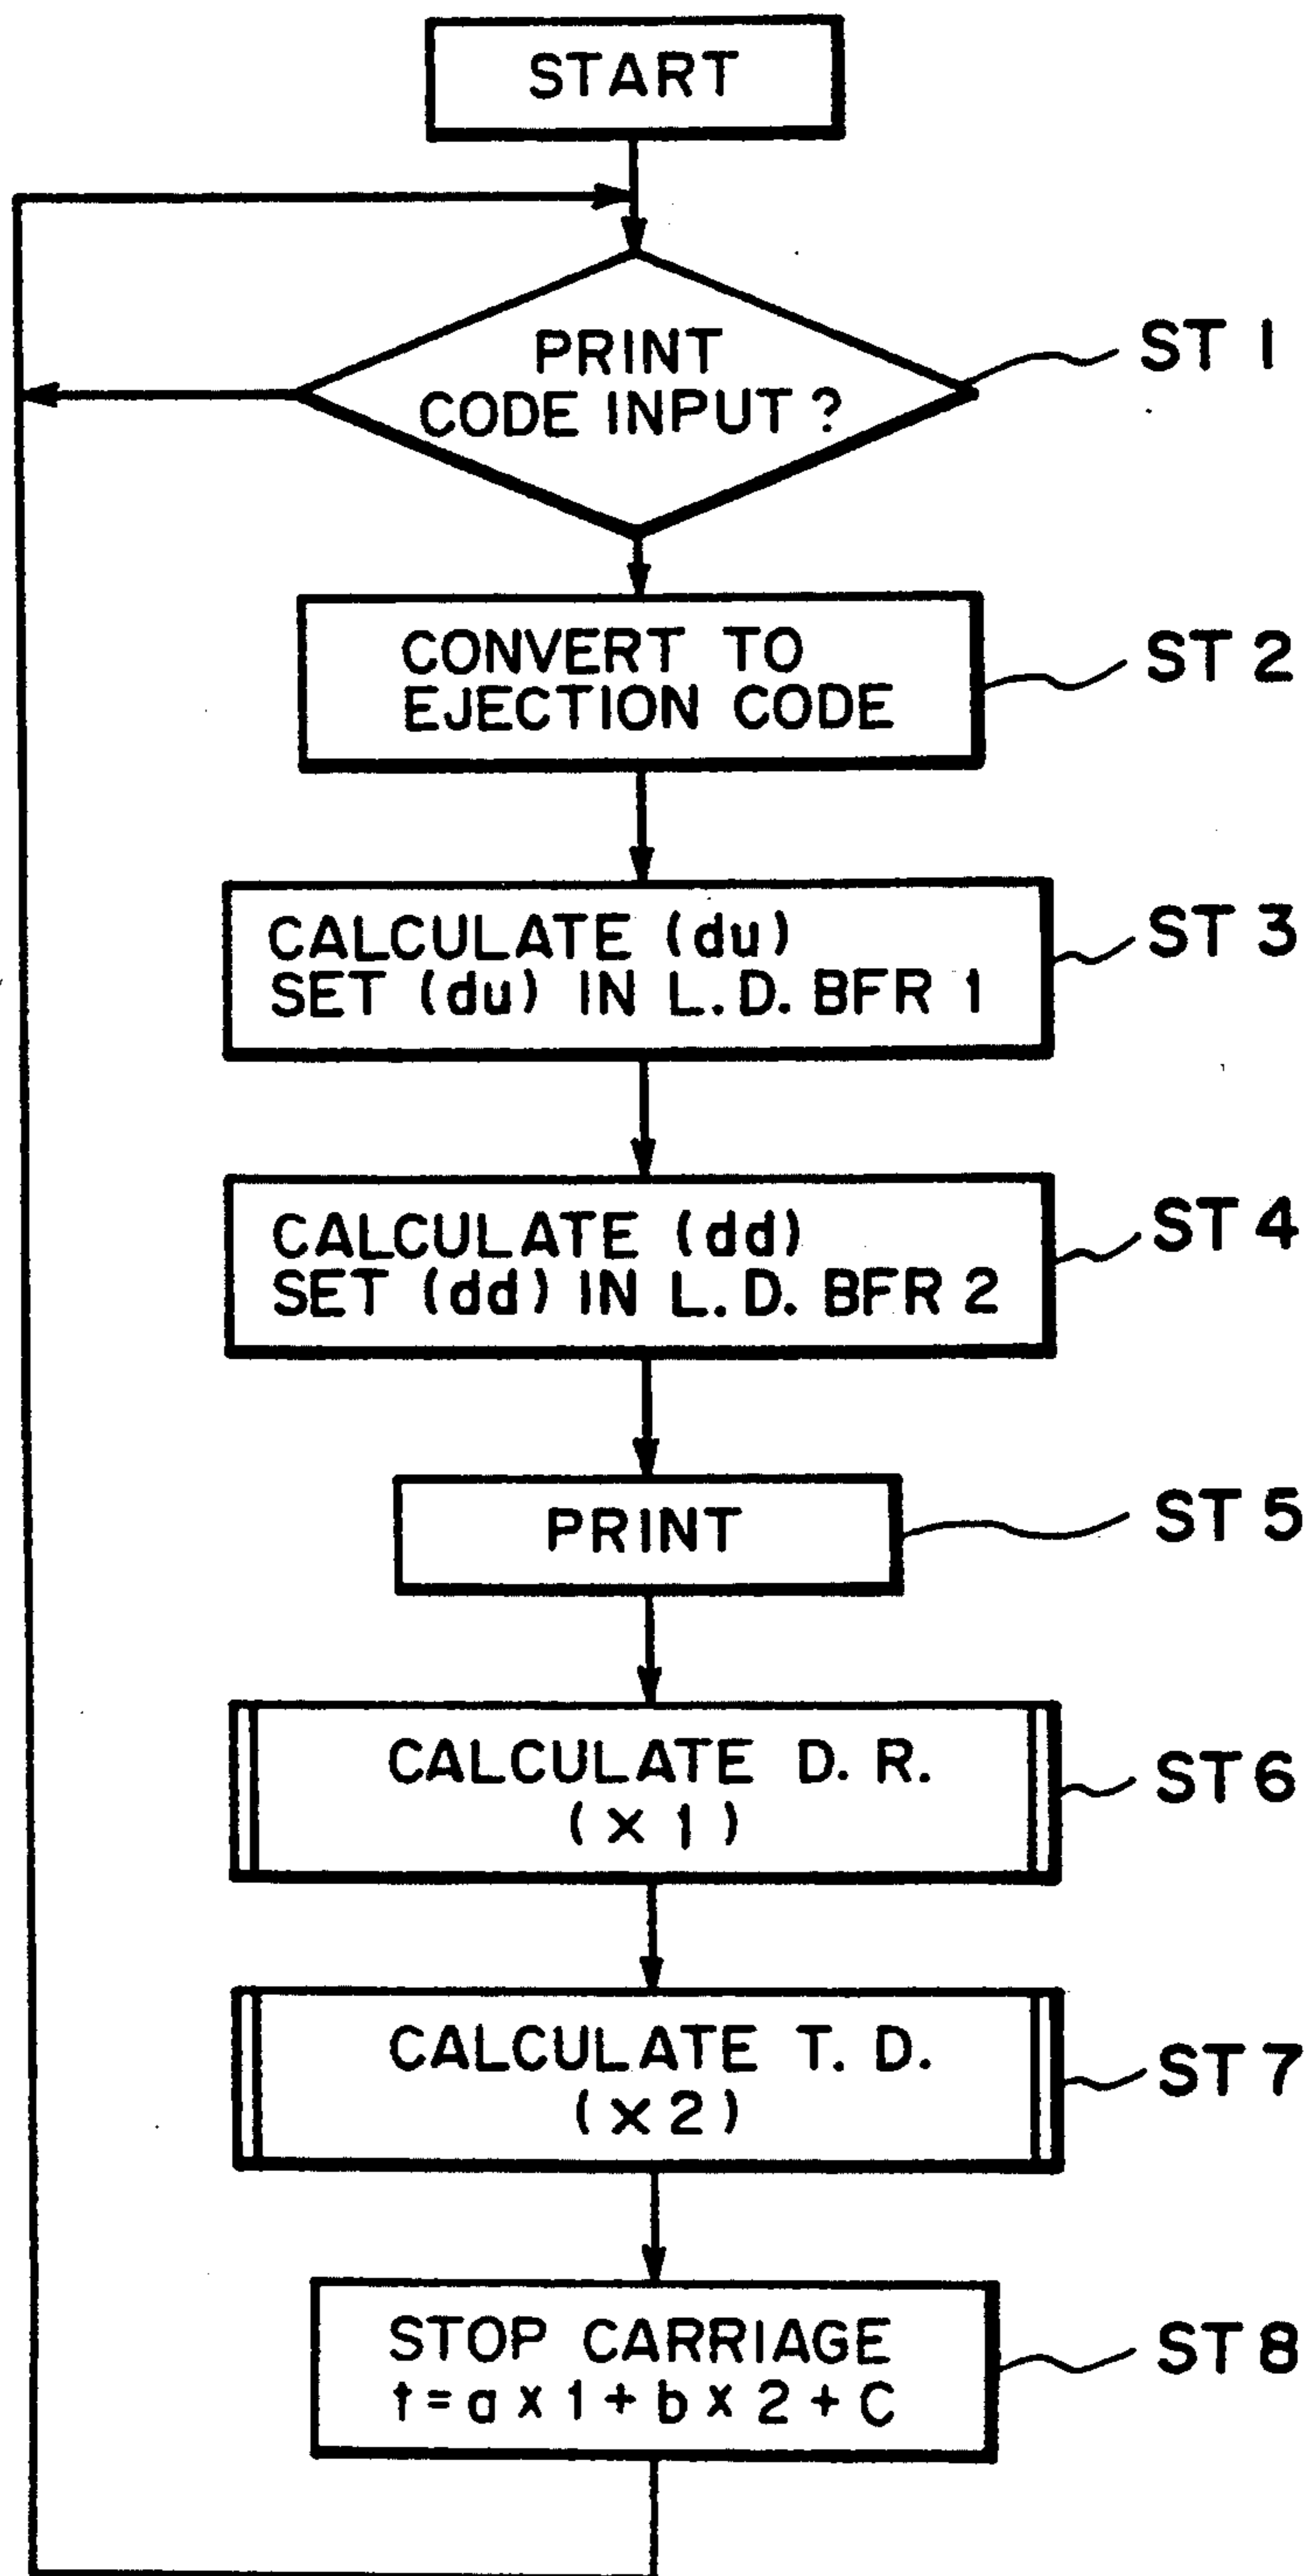 START
PRINT
CODE INPUT ?
ST 1
CONVERT TO
EJECTION CODE
ST 2
CALCULATE (du)
SET (du) IN L. D. BFR 1
ST 3
CALCULATE (dd)
SET (dd) IN L. D. BFR 2
ST 4
PRINT
ST 5
CALCULATE D. R.
( x 1 )
ST 6
CALCULATE T. D.
( x 2 )
ST 7
STOP CARRIAGE
t = a x 1 + b x 2 + C
ST 8